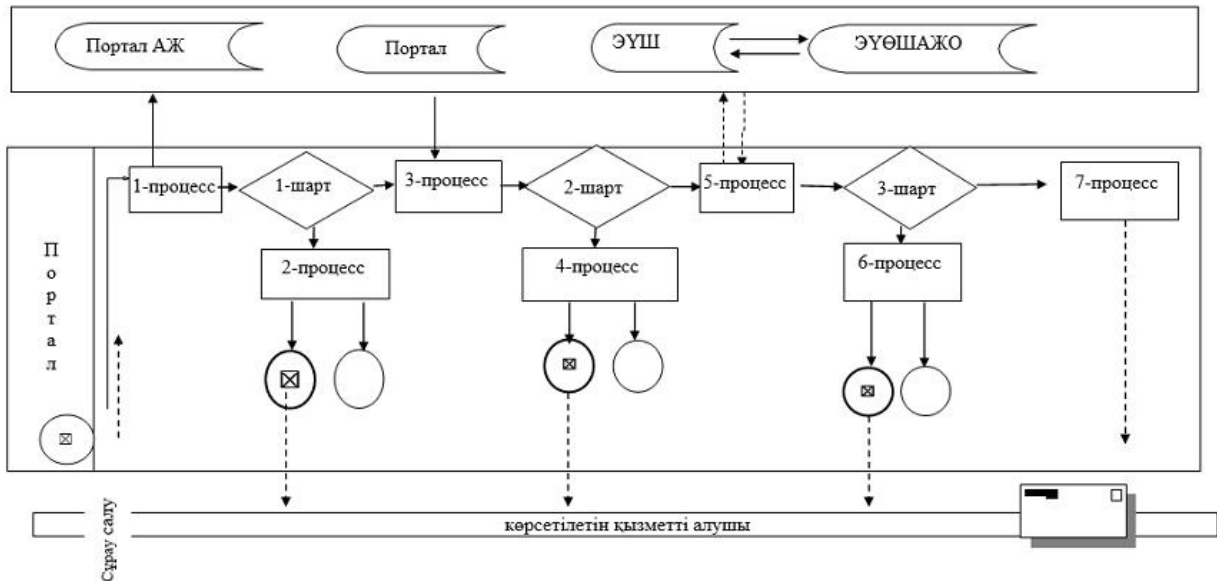 Портал АЖ
Портал
ЭҮШ
ЭҮӨШАЖО
Портал
1-процесс
1-шарт
3-процесс
2-шарт
5-процесс
3-шарт
7-процесс
2-процесс
4-процесс
6-процесс
Сұрау салу
көрсетілетін қызметті алушы